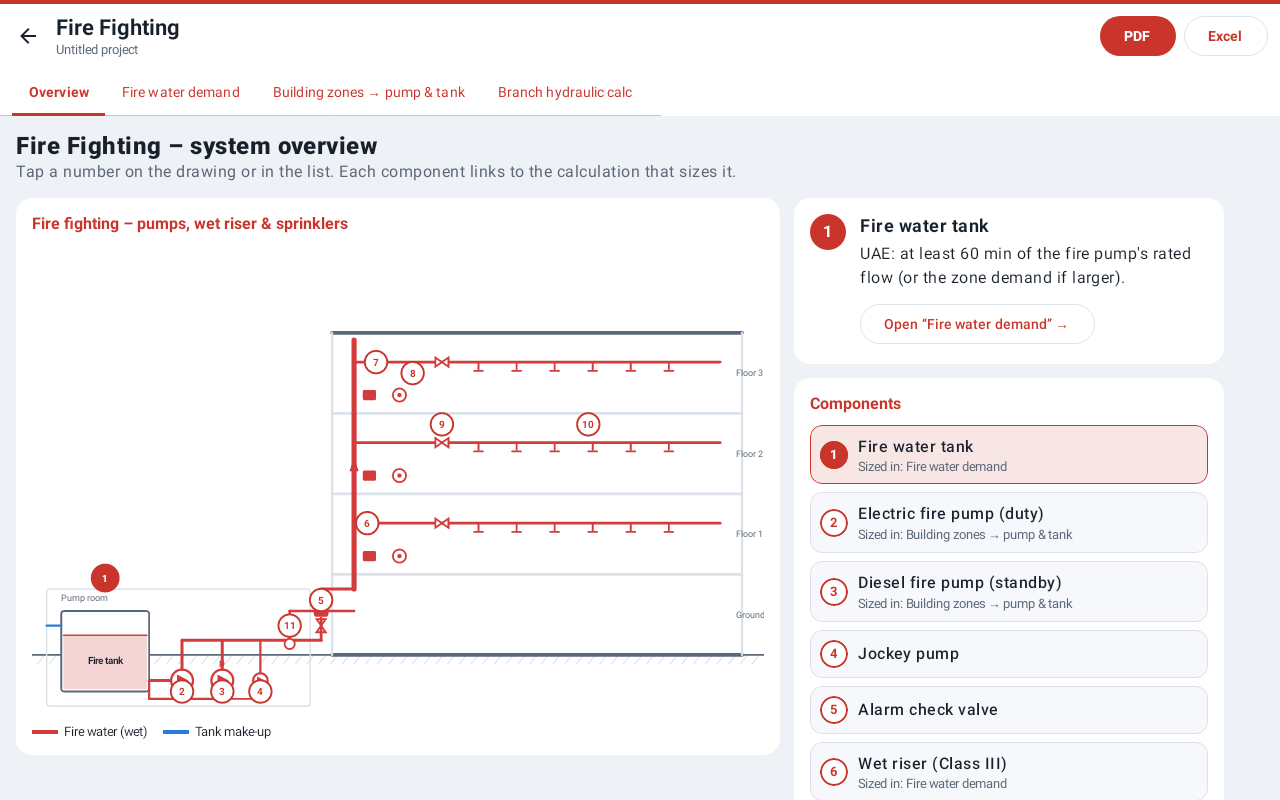 Fire Fighting
Untitled project
PDF
Excel
Overview
Fire water demand
Building zones → pump & tank
Branch hydraulic calc
Fire Fighting – system overview
Tap a number on the drawing or in the list. Each component links to the calculation that sizes it.
Fire fighting – pumps, wet riser & sprinklers
7
8
Floor 3
9
10
Floor 2
6
Floor 1
1
Pump room
5
11
Ground
Fire tank
2
3
4
Fire water (wet)
Tank make-up
1
Fire water tank
UAE: at least 60 min of the fire pump's rated
flow (or the zone demand if larger).
Open “Fire water demand” →
Components
1
Fire water tank
Sized in: Fire water demand
2
Electric fire pump (duty)
Sized in: Building zones → pump & tank
3
Diesel fire pump (standby)
Sized in: Building zones → pump & tank
4
Jockey pump
5
Alarm check valve
6
Wet riser (Class III)
Sized in: Fire water demand